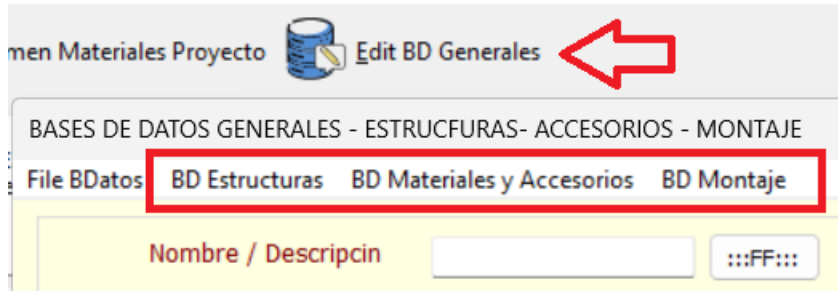 men Materiales Proyecto Edit BD Generales
BASES DE DATOS GENERALES - ESTRUCFURAS- ACCESORIOS - MONTAJE
File BDatos BD Estructuras BD Materiales y Accesorios BD Montaje
Nombre / Descripcin :::FF:::